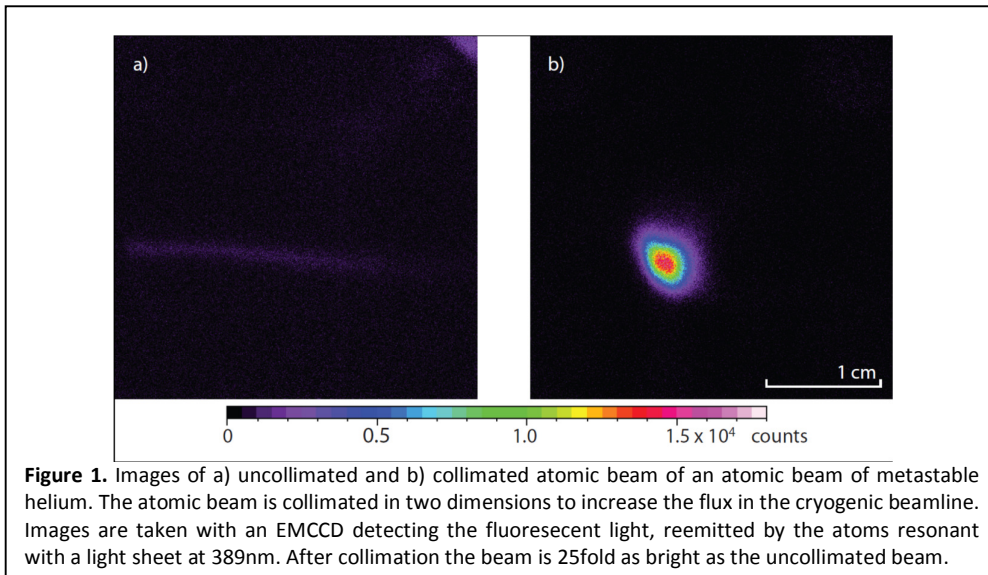 a)
b)
1 cm
0
0.5
1.0
1.5 x 10⁴ counts
Figure 1. Images of a) uncollimated and b) collimated atomic beam of an atomic beam of metastable
helium. The atomic beam is collimated in two dimensions to increase the flux in the cryogenic beamline.
Images are taken with an EMCCD detecting the fluoresecent light, reemitted by the atoms resonant
with a light sheet at 389nm. After collimation the beam is 25fold as bright as the uncollimated beam.